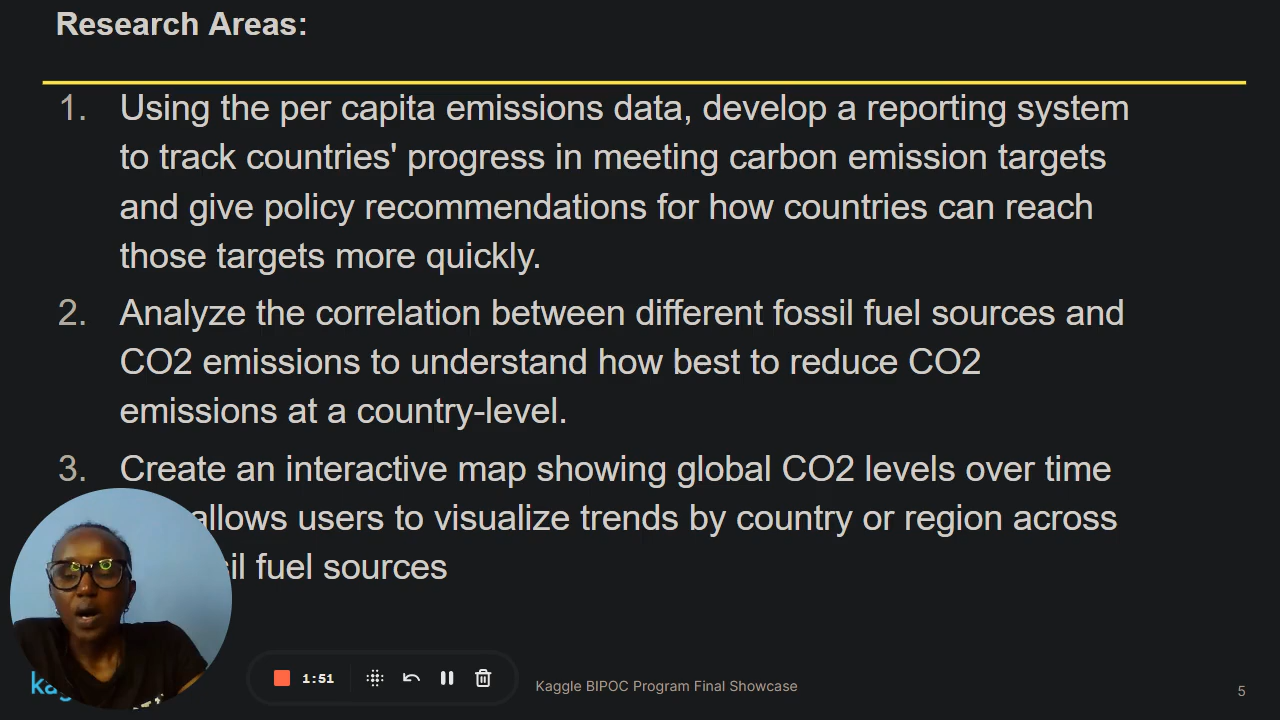 Research Areas:
1. Using the per capita emissions data, develop a reporting system
to track countries' progress in meeting carbon emission targets
and give policy recommendations for how countries can reach
those targets more quickly.
2. Analyze the correlation between different fossil fuel sources and
CO2 emissions to understand how best to reduce CO2
emissions at a country-level.
3. Create an interactive map showing global CO2 levels over time
allows users to visualize trends by country or region across
fuel sources
1:51
Kaggle BIPOC Program Final Showcase
5